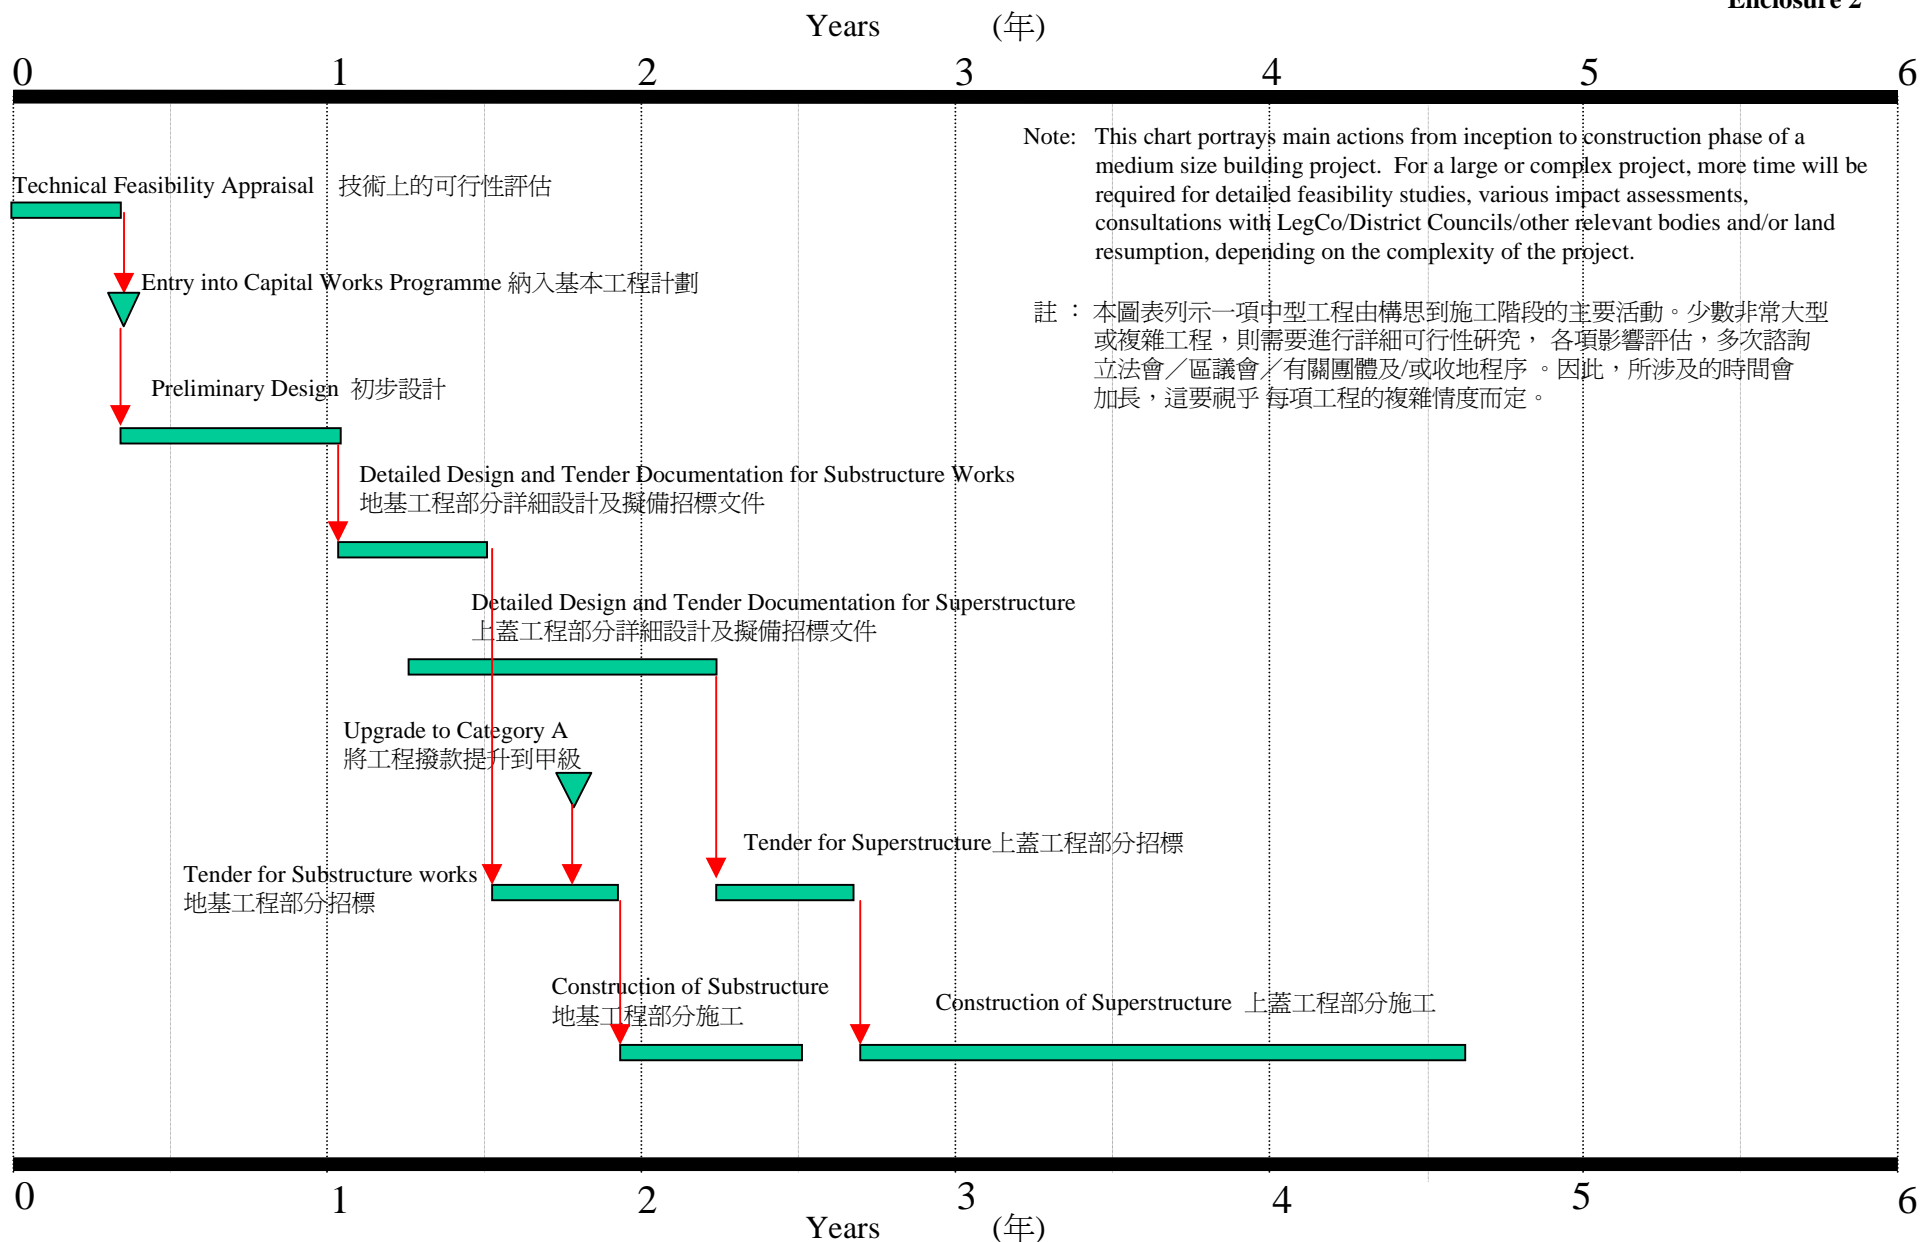 Enclosure 2
Years (年)
0 1 2 3 4 5 6
Note: This chart portrays main actions from inception to construction phase of a
medium size building project. For a large or complex project, more time will be
required for detailed feasibility studies, various impact assessments,
consultations with LegCo/District Councils/other relevant bodies and/or land
resumption, depending on the complexity of the project.
註 : 本圖表列示一項中型工程由構思到施工階段的主要活動。少數非常大型
或複雜工程，則需要進行詳細可行性研究， 各項影響評估，多次諮詢
立法會／區議會／有關團體及/或收地程序 。因此，所涉及的時間會
加長，這要視乎 每項工程的複雜情度而定。
Technical Feasibility Appraisal 技術上的可行性評估
Entry into Capital Works Programme 納入基本工程計劃
Preliminary Design 初步設計
Detailed Design and Tender Documentation for Substructure Works
地基工程部分詳細設計及擬備招標文件
Detailed Design and Tender Documentation for Superstructure
上蓋工程部分詳細設計及擬備招標文件
Upgrade to Category A
將工程撥款提升到甲級
Tender for Superstructure上蓋工程部分招標
Tender for Substructure works
地基工程部分招標
Construction of Substructure
地基工程部分施工
Construction of Superstructure 上蓋工程部分施工
0 1 2 3 4 5 6
Years (年)